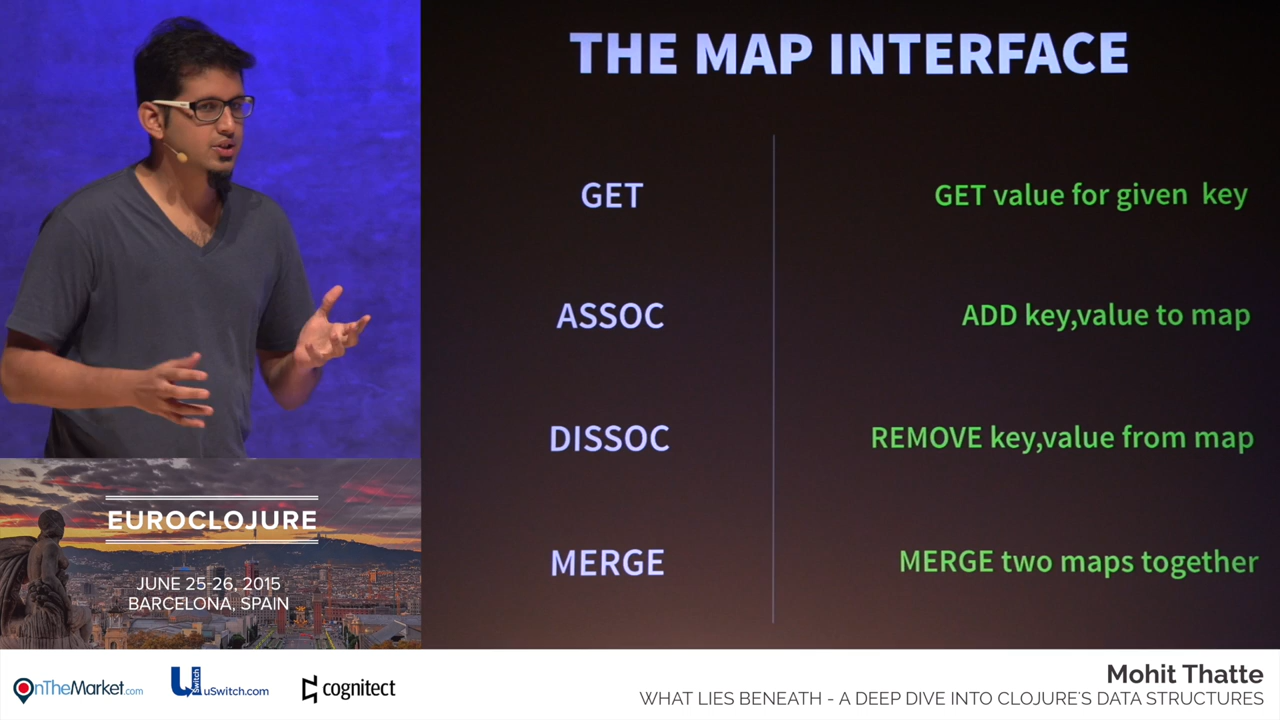 THE MAP INTERFACE
GET
GET value for given key
ASSOC
ADD key,value to map
DISSOC
REMOVE key,value from map
MERGE
MERGE two maps together
EUROCLOJURE
JUNE 25-26, 2015
BARCELONA, SPAIN
OnTheMarket.com
U Switch uSwitch.com
cognitect
Mohit Thatte
WHAT LIES BENEATH - A DEEP DIVE INTO CLOJURE'S DATA STRUCTURES